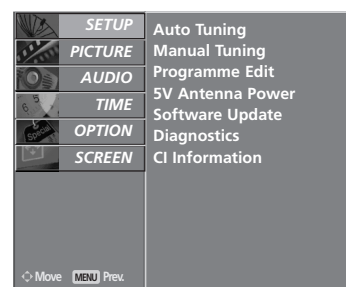 SETUP
PICTURE
AUDIO
TIME
OPTION
SCREEN
Auto Tuning
Manual Tuning
Programme Edit
5V Antenna Power
Software Update
Diagnostics
CI Information
Move MENU Prev.